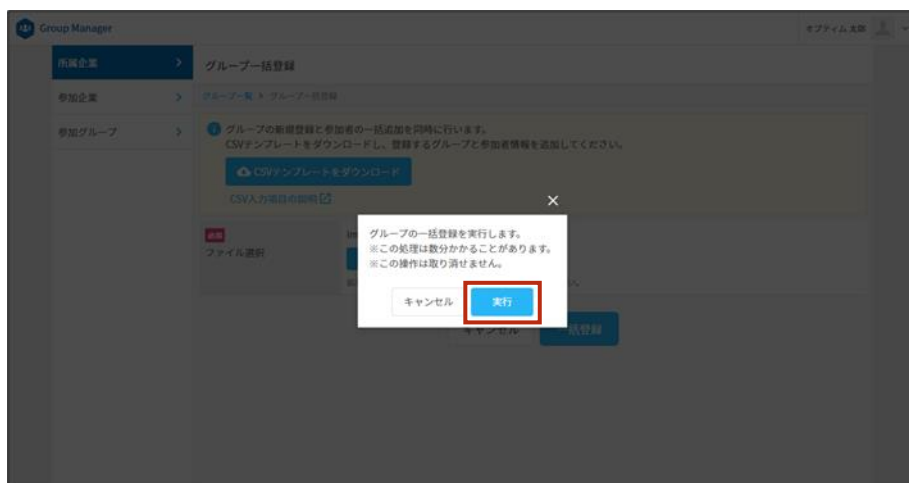 Group Manager
オプティム 太郎
所属企業
参加企業
参加グループ
グループ一括登録
グループ一覧 グループ一括登録
グループの新規登録と参加者の一括追加を同時に行います。
CSVテンプレートをダウンロードし、登録するグループと参加者情報を追加してください。
CSVテンプレートをダウンロード
CSV入力項目の説明
必須
ファイル選択
グループの一括登録を実行します。
※この処理は数分かかることがあります。
※この操作は取り消せません。
キャンセル 実行
キャンセル 一括登録